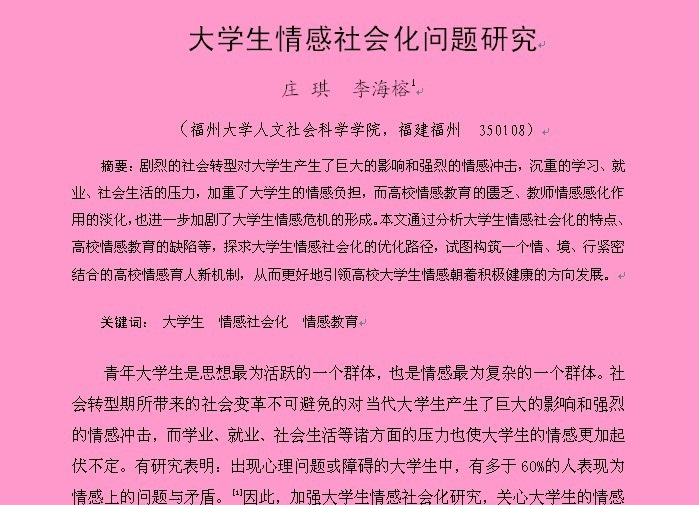 大学生情感社会化问题研究
庄 琪 李海榕1
（福州大学人文社会科学学院，福建福州 350108）
摘要：剧烈的社会转型对大学生产生了巨大的影响和强烈的情感冲击，沉重的学习、就
业、社会生活的压力，加重了大学生的情感负担，而高校情感教育的匮乏、教师情感感化作
用的淡化，也进一步加剧了大学生情感危机的形成。本文通过分析大学生情感社会化的特点、
高校情感教育的缺陷等，探求大学生情感社会化的优化路径，试图构筑一个情、境、行紧密
结合的高校情感育人新机制，从而更好地引领高校大学生情感朝着积极健康的方向发展。
关键词： 大学生 情感社会化 情感教育
青年大学生是思想最为活跃的一个群体，也是情感最为复杂的一个群体。社
会转型期所带来的社会变革不可避免的对当代大学生产生了巨大的影响和强烈
的情感冲击，而学业、就业、社会生活等诸方面的压力也使大学生的情感更加起
伏不定。有研究表明：出现心理问题或障碍的大学生中，有多于60%的人表现为
情感上的问题与矛盾。[1]因此，加强大学生情感社会化研究，关心大学生的情感